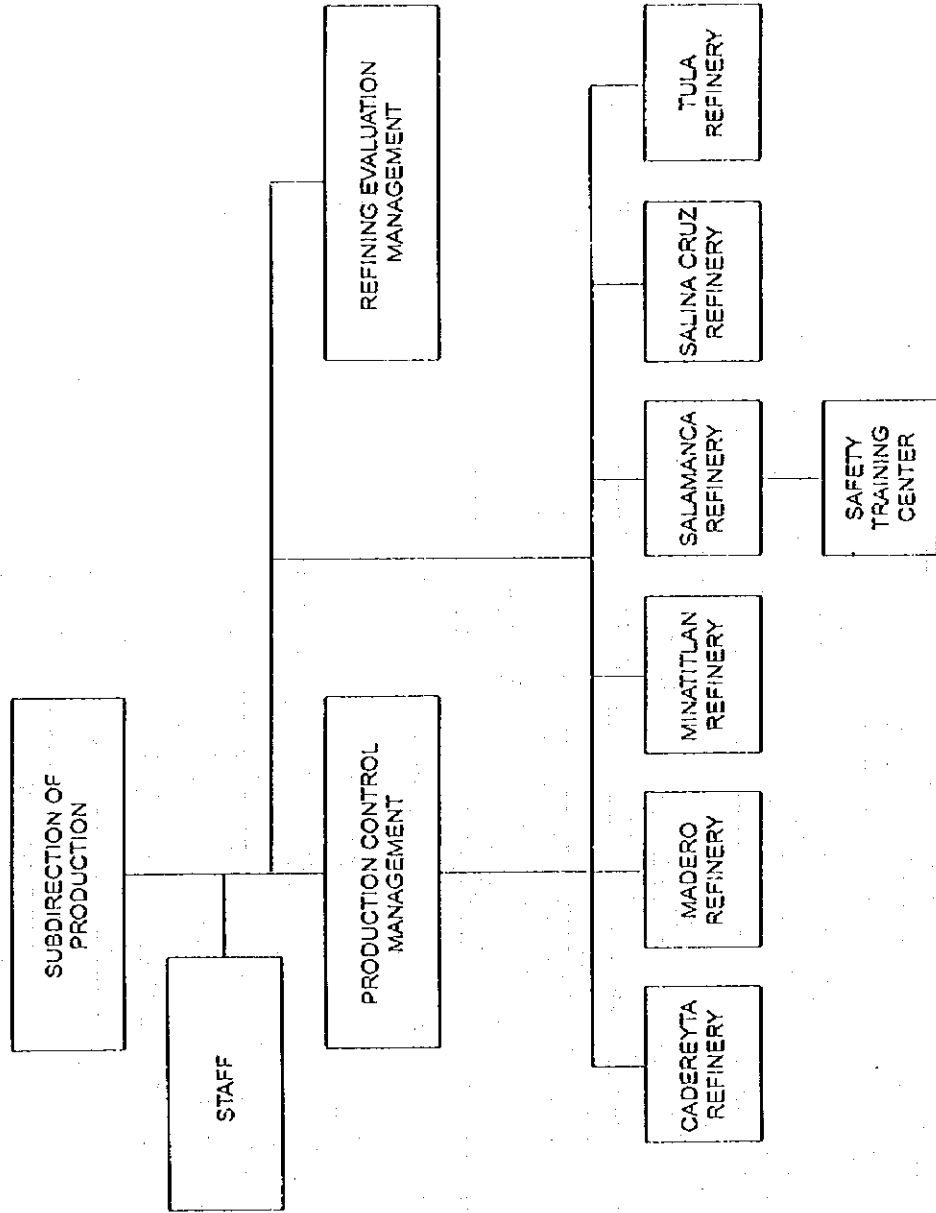 SUBDIRECTION OF
PRODUCTION
STAFF
PRODUCTION CONTROL
MANAGEMENT
REFINING EVALUATION
MANAGEMENT
CADEREYTA
REFINERY
MADERO
REFINERY
MINATITLAN
REFINERY
SALAMANCA
REFINERY
SALINA CRUZ
REFINERY
TULA
REFINERY
SAFETY
TRAINING
CENTER